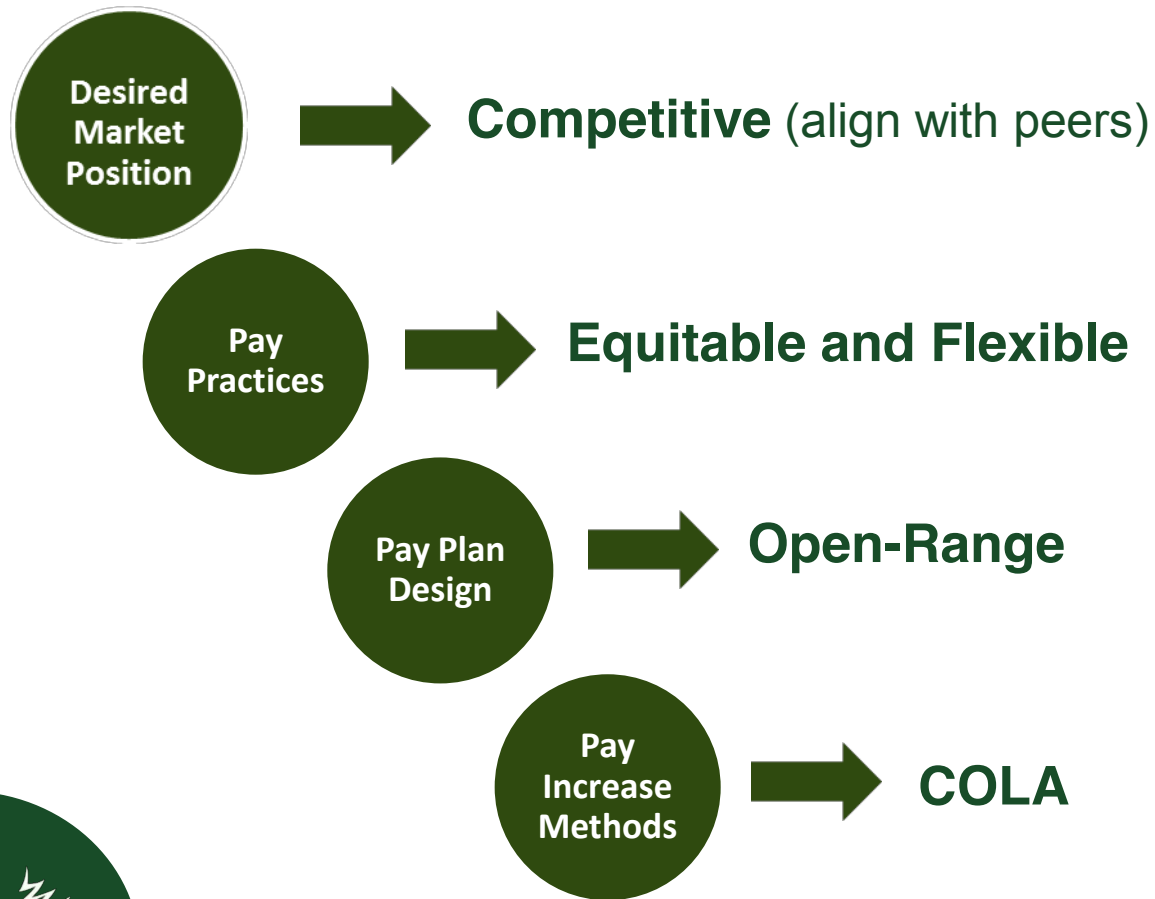 Desired
Market
Position
Competitive (align with peers)
Pay
Practices
Equitable and Flexible
Pay Plan
Design
Open-Range
Pay
Increase
Methods
COLA